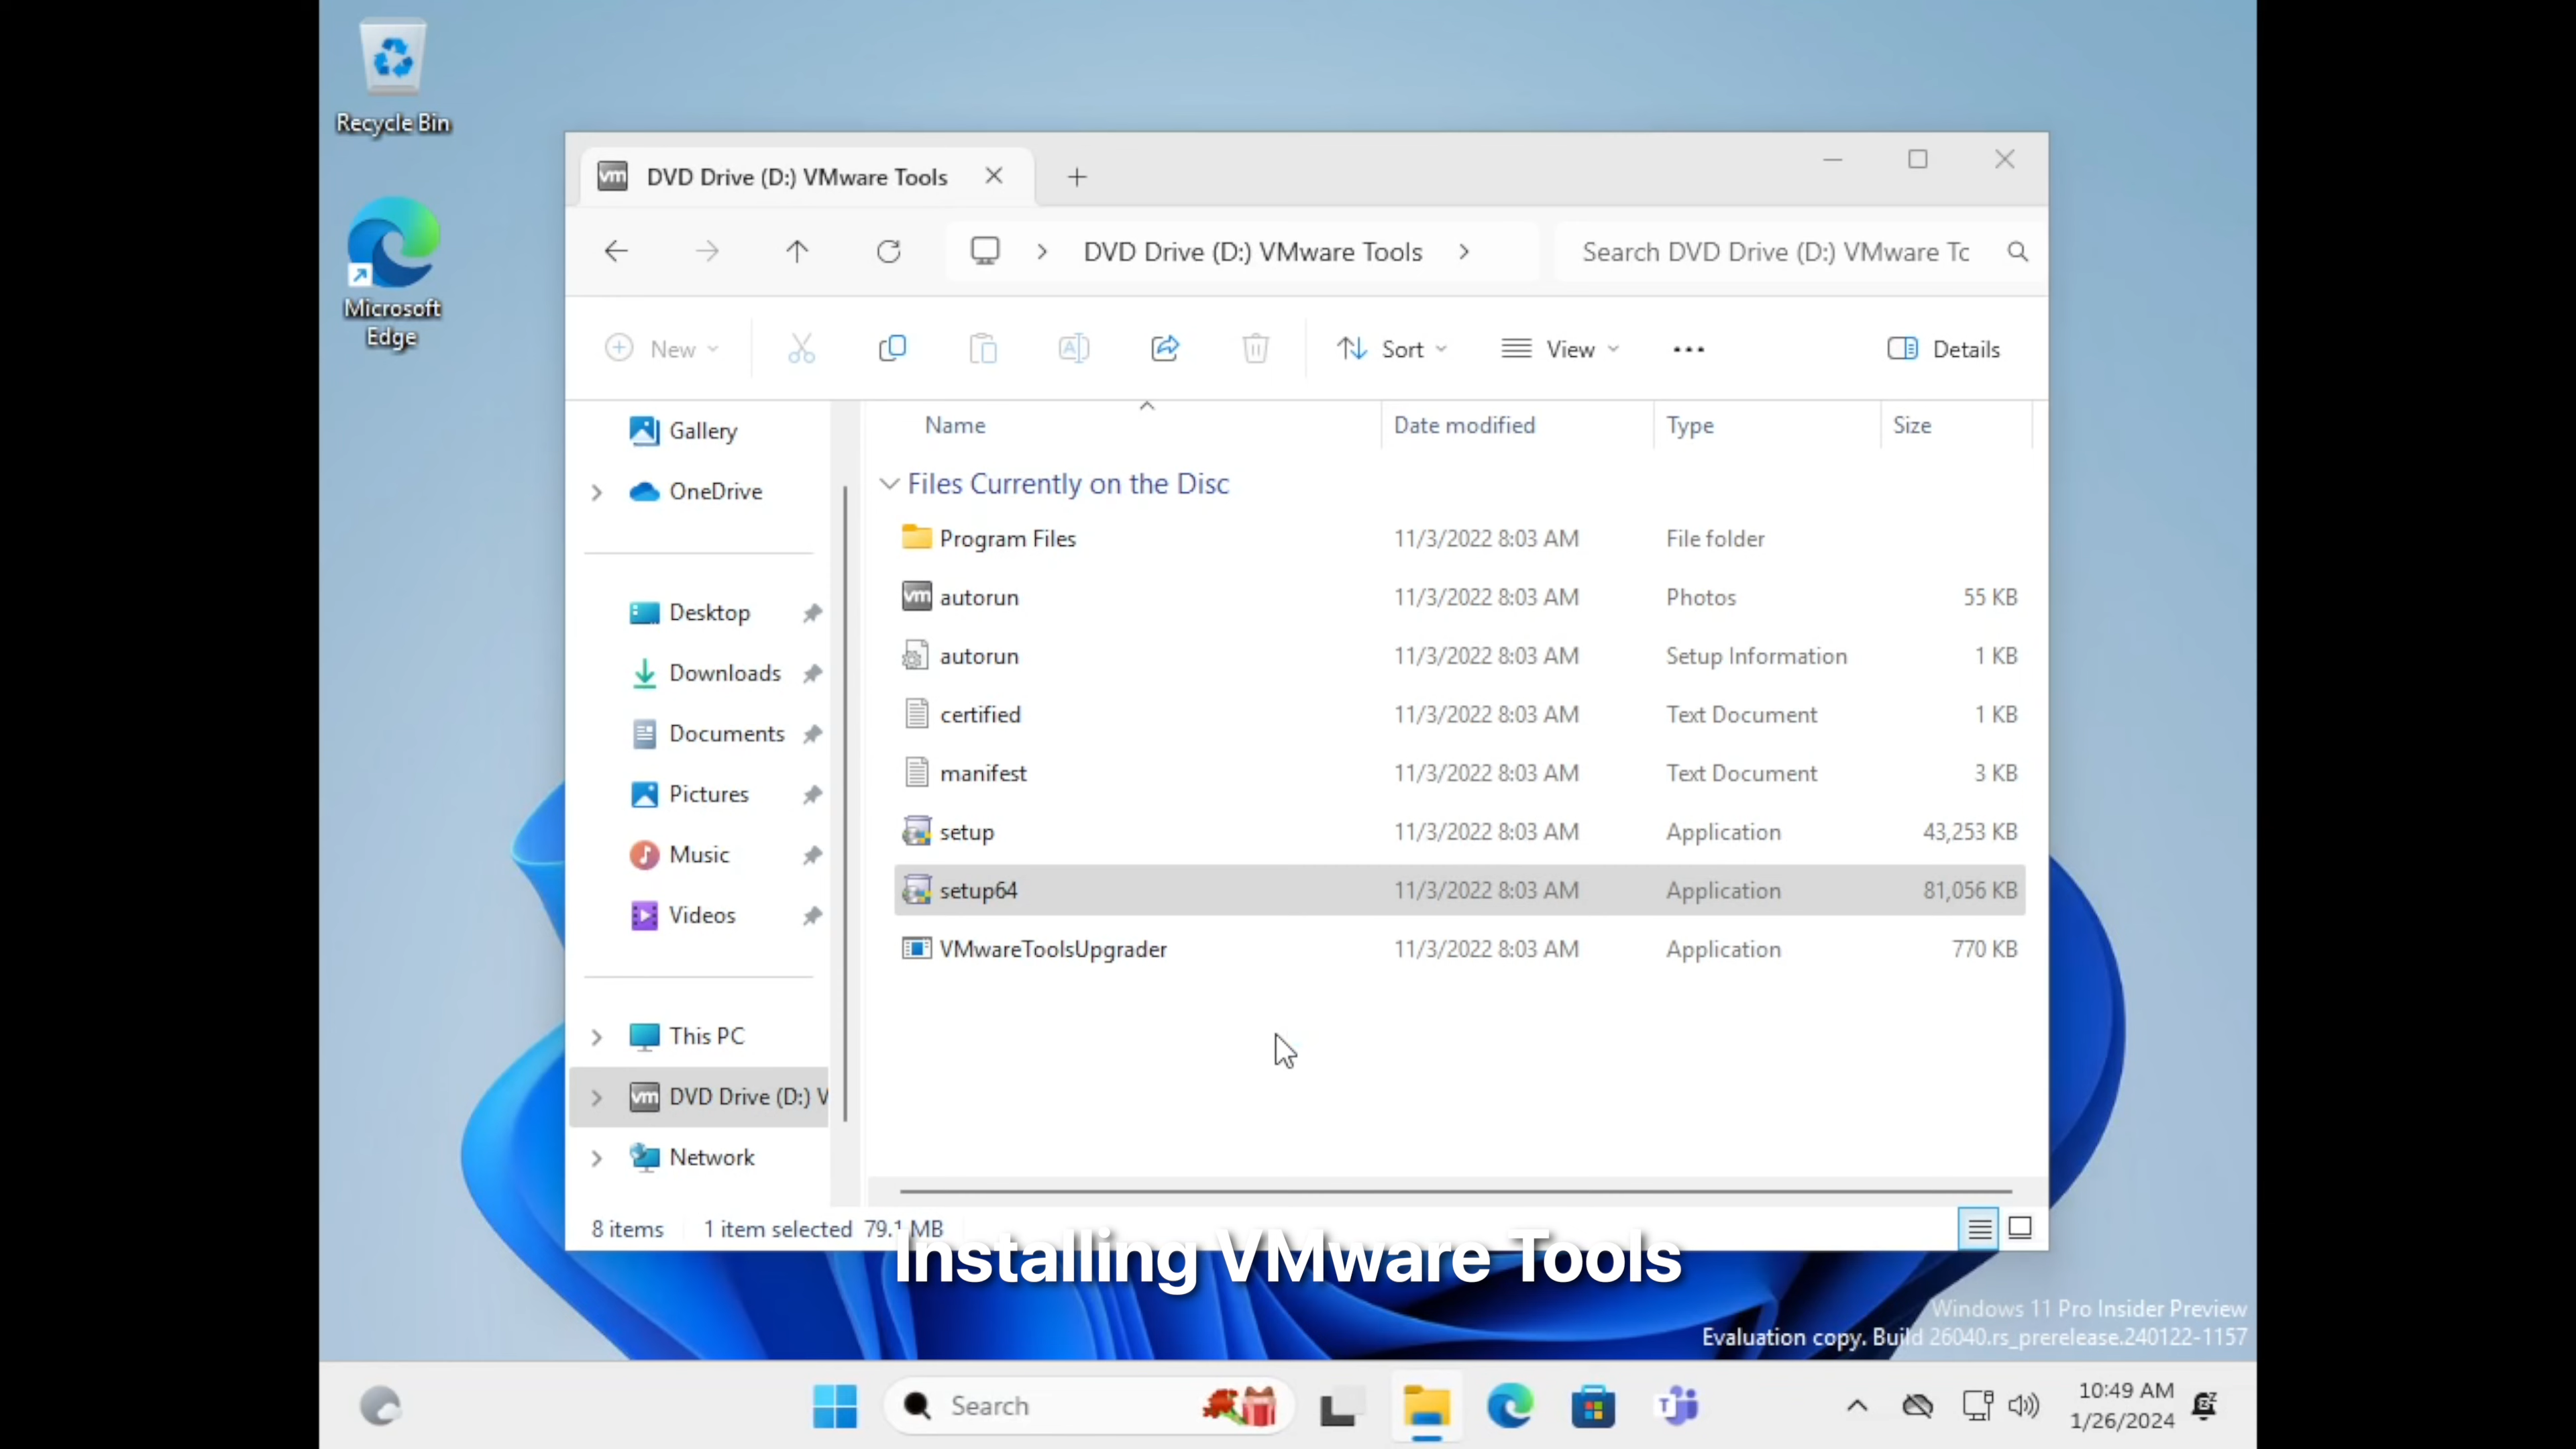 Recycle Bin
Microsoft
Edge
vm DVD Drive (D:) VMware Tools
DVD Drive (D:) VMware Tools
Search DVD Drive (D:) VMware Tc
New
Sort
View
Details
Gallery
OneDrive
Desktop
Downloads
Documents
Pictures
Music
Videos
This PC
vm DVD Drive (D:) V
Network
Name Date modified Type Size
Files Currently on the Disc
Program Files 11/3/2022 8:03 AM File folder
vm autorun 11/3/2022 8:03 AM Photos 55 KB
autorun 11/3/2022 8:03 AM Setup Information 1 KB
certified 11/3/2022 8:03 AM Text Document 1 KB
manifest 11/3/2022 8:03 AM Text Document 3 KB
setup 11/3/2022 8:03 AM Application 43,253 KB
setup64 11/3/2022 8:03 AM Application 81,056 KB
VMwareToolsUpgrader 11/3/2022 8:03 AM Application 770 KB
8 items 1 item selected 79.1 MB
Installing VMware Tools
Windows 11 Pro Insider Preview
Evaluation copy. Build 26040.rs_prerelease.240122-1157
Search
10:49 AM
1/26/2024